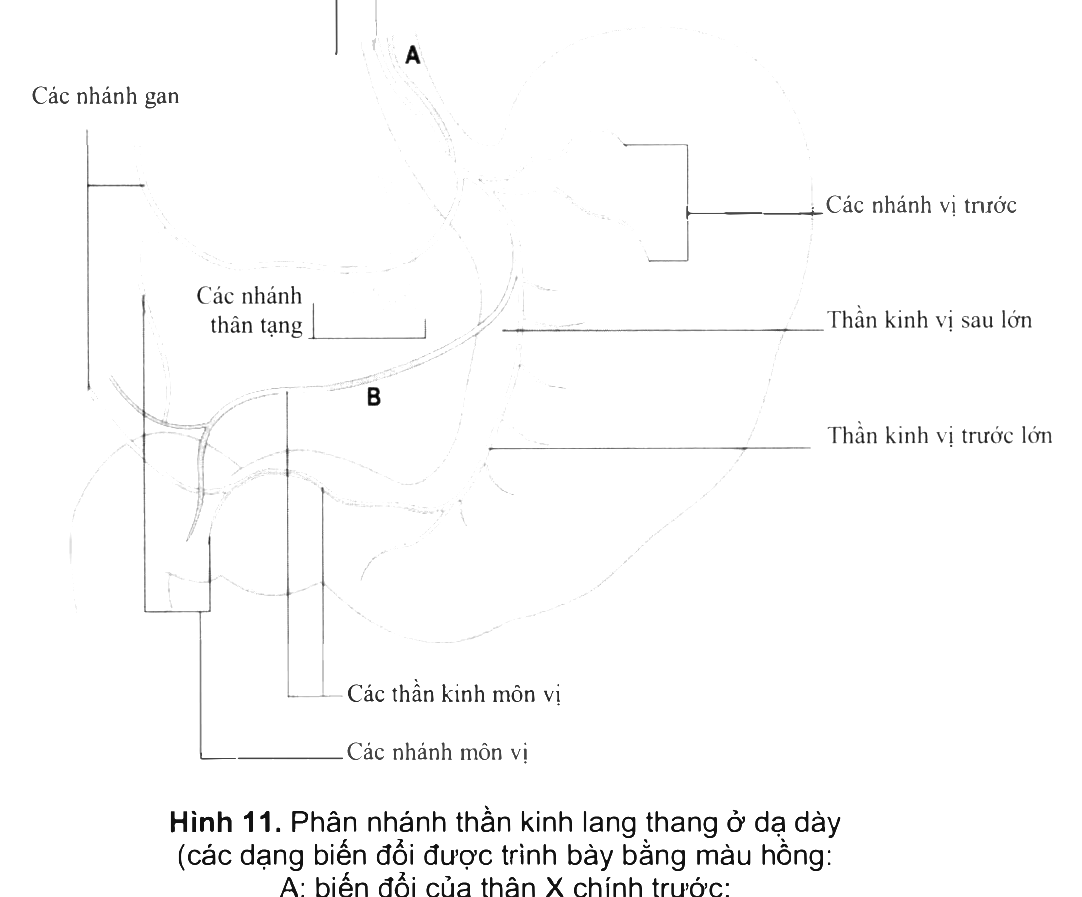 A
Các nhánh gan
Các nhánh vị trước
Các nhánh
thân tạng
Thần kinh vị sau lớn
B
Thần kinh vị trước lớn
Các thần kinh môn vị
Các nhánh môn vị
Hình 11. Phân nhánh thần kinh lang thang ở dạ dày
(các dạng biến đổi được trình bày bằng màu hồng:
A: biến đổi của thân X chính trước;